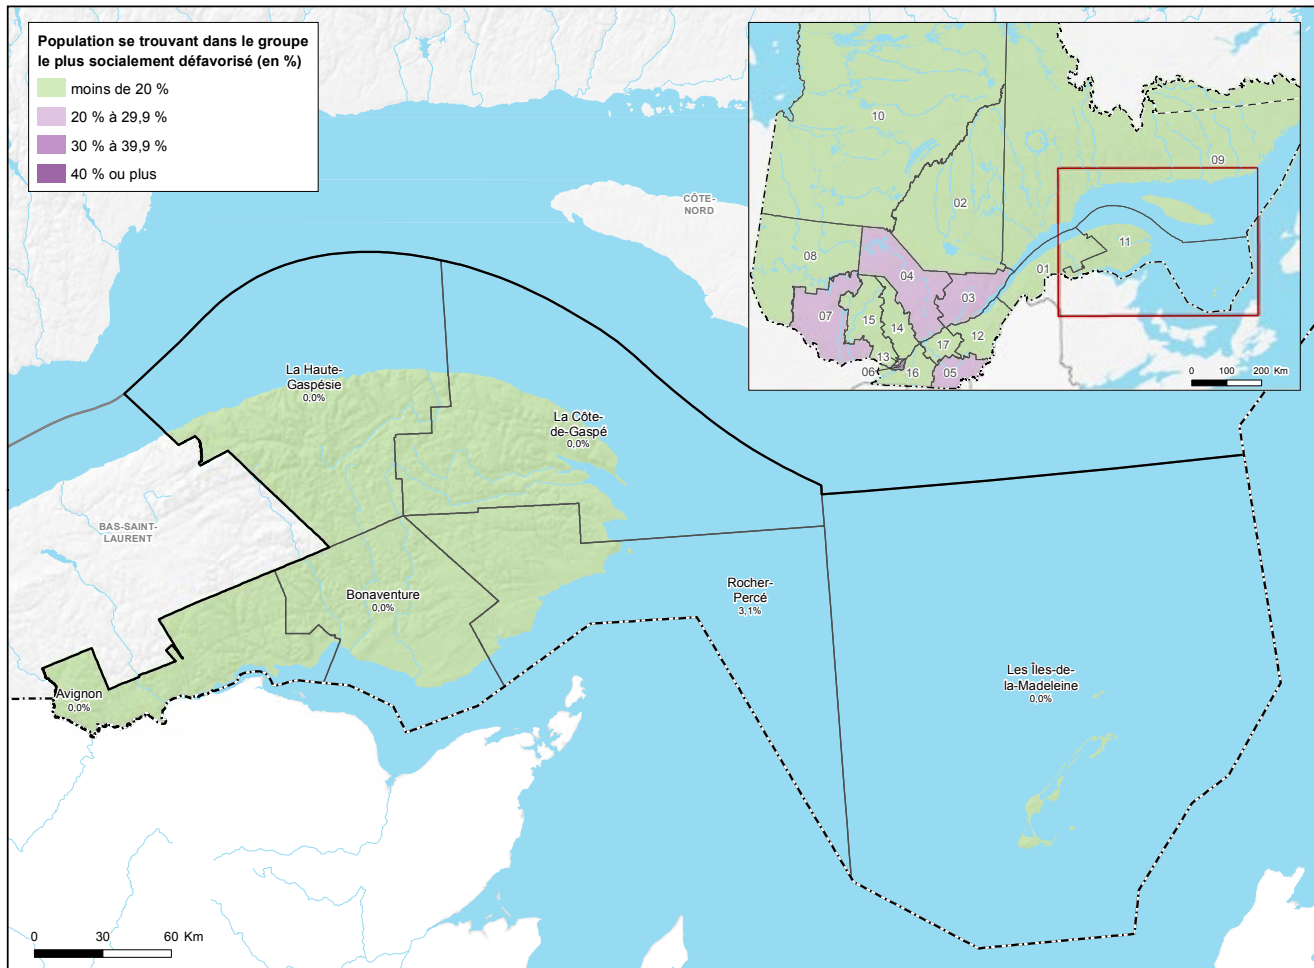 Population se trouvant dans le groupe
le plus socialement défavorisé (en %)
moins de 20 %
20 % à 29,9 %
30 % à 39,9 %
40 % ou plus
10
09
02
11
08
04
01
03
07
15
14
12
17
13
06
16
05
0 100 200 Km
CÔTE-
NORD
La Haute-
Gaspésie
0,0%
La Côte-
de-Gaspé
0,0%
BAS-SAINT-
LAURENT
Bonaventure
0,0%
Rocher-
Percé
3,1%
Avignon
0,0%
Les Îles-de-
la-Madeleine
0,0%
0 30 60 Km